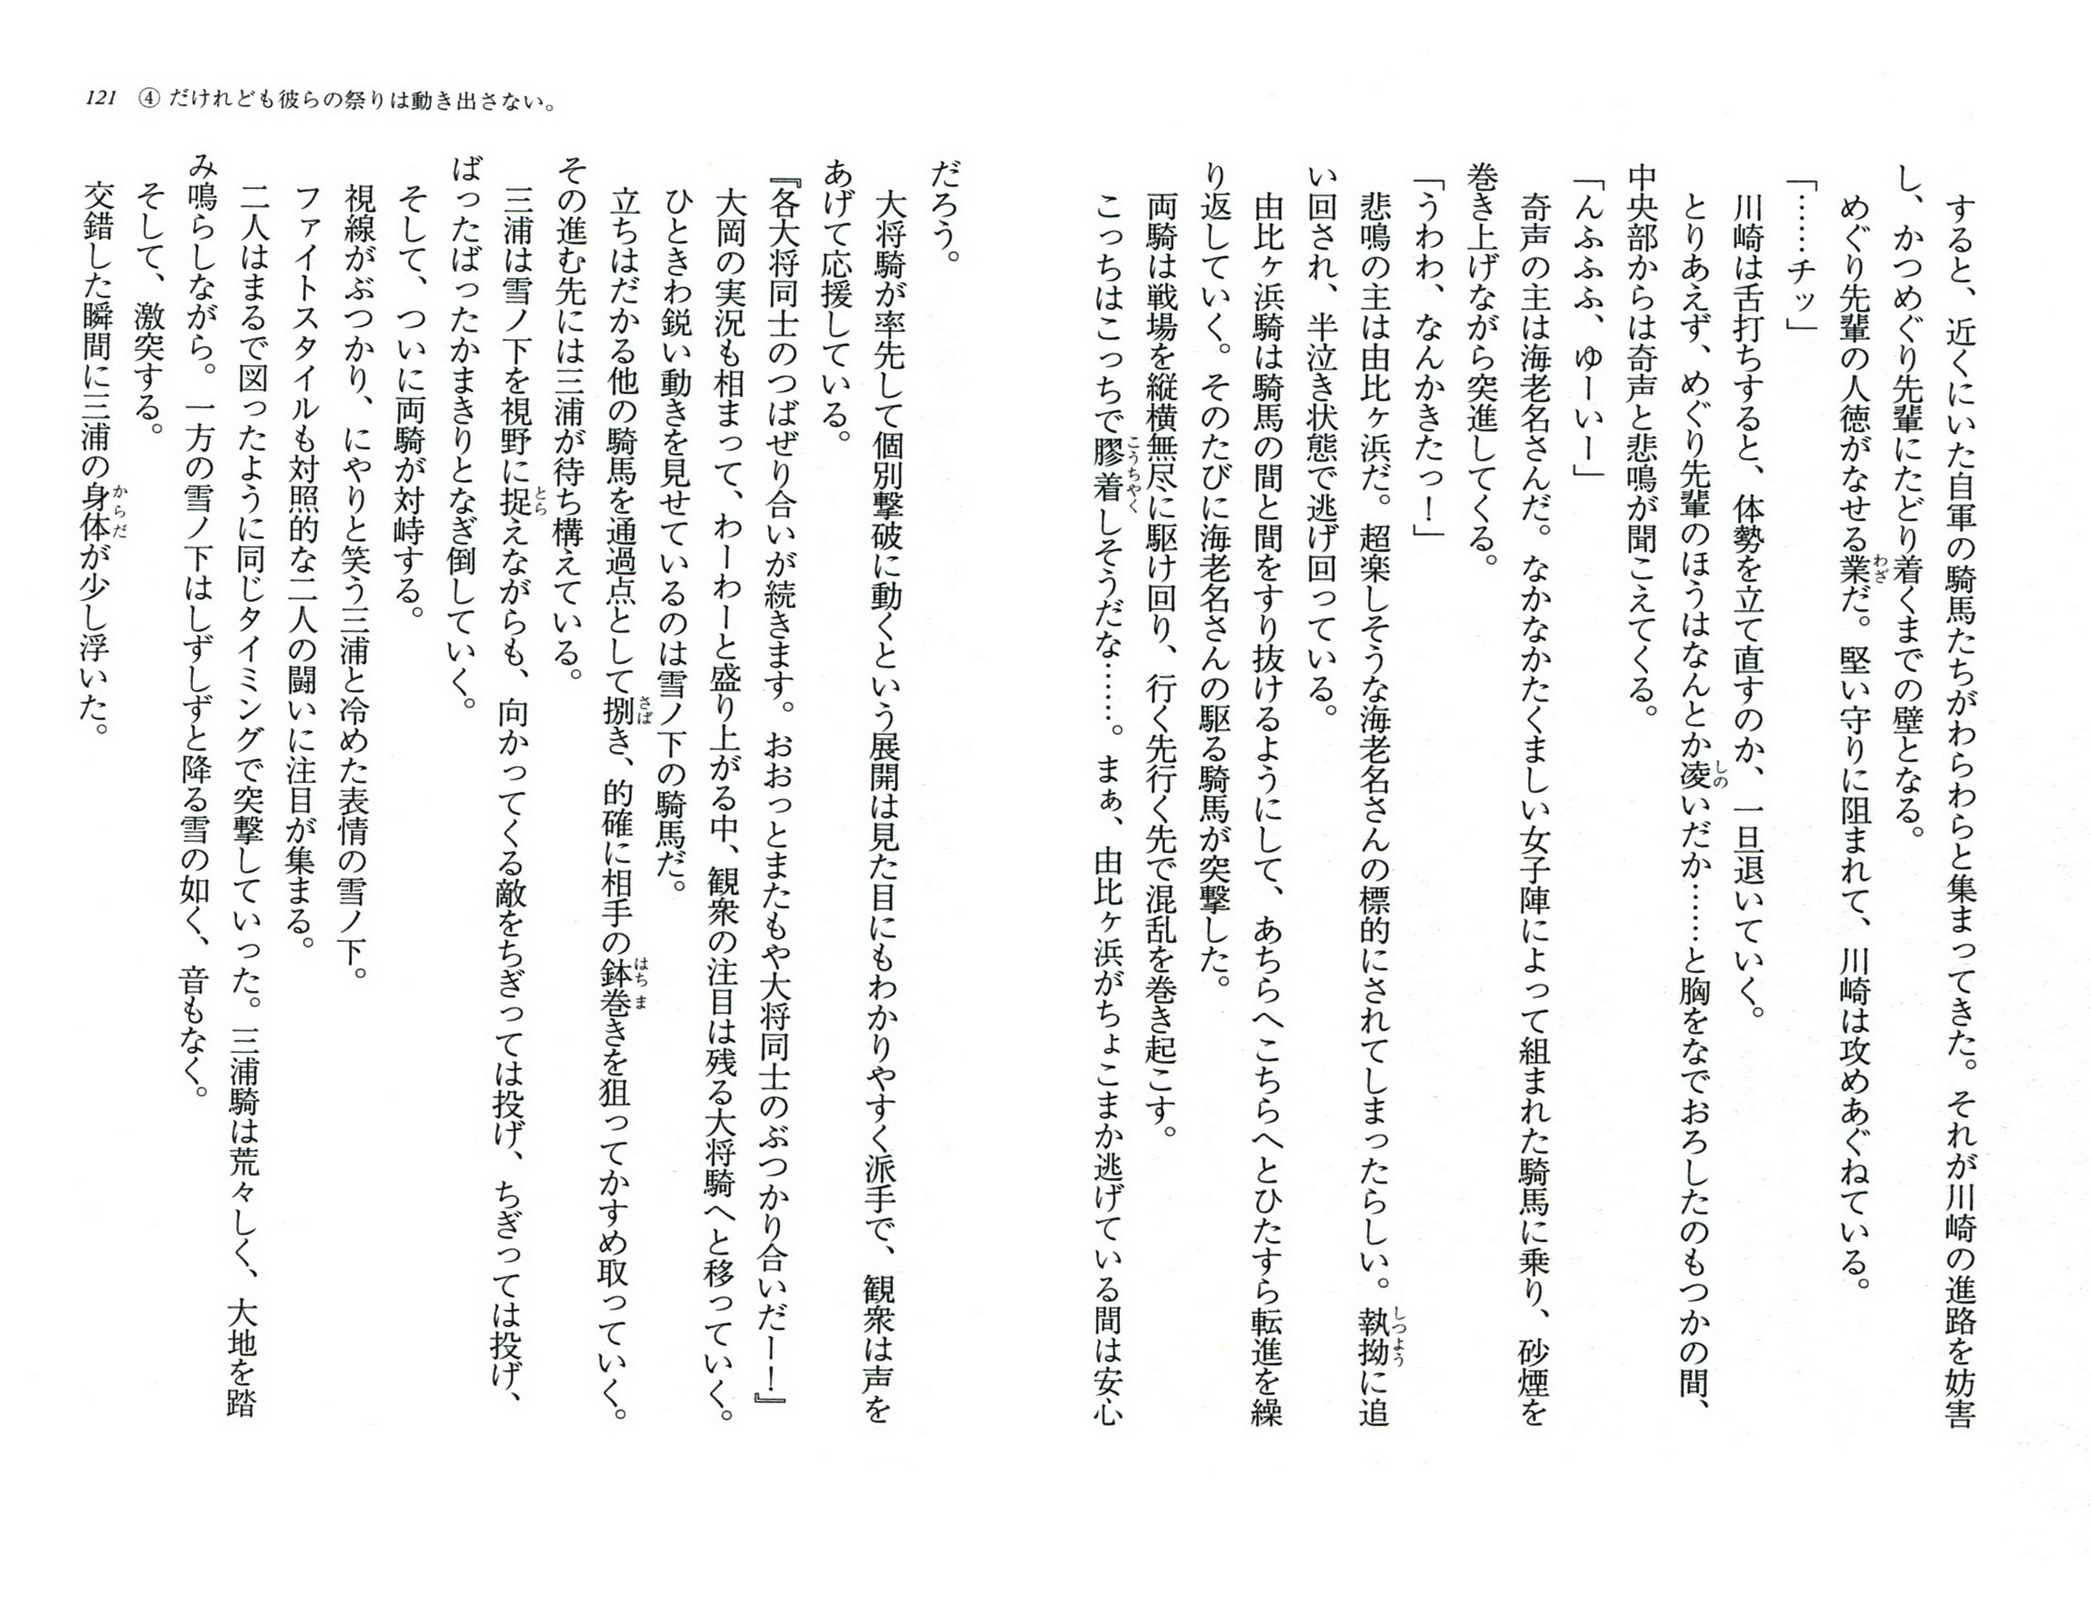 すると、近くにいた自軍の騎馬たちがわらわらと集まってきた。それが川崎の進路を妨害
し、かつめぐり先輩にたどり着くまでの壁となる。
めぐり先輩の人徳がなせる業だ。堅い守りに阻まれて、川崎は攻めあぐねている。
「……チッ」
川崎は舌打ちすると、体勢を立て直すのか、一旦退いていく。
とりあえず、めぐり先輩のほうはなんとか凌いだか……と胸をなでおろしたのもつかの間、
中央部からは奇声と悲鳴が聞こえてくる。
「んふふふ、ゆーいー」
奇声の主は海老名さんだ。なかなかたくましい女子陣によって組まれた騎馬に乗り、砂煙を
巻き上げながら突進してくる。
「うわわ、なんかきたっ！」
悲鳴の主は由比ヶ浜だ。超楽しそうな海老名さんの標的にされてしまったらしい。執拗に追
い回され、半泣き状態で逃げ回っている。
由比ヶ浜騎は騎馬の間と間をすり抜けるようにして、あちらへこちらへとひたすら転進を繰
り返していく。そのたびに海老名さんの駆る騎馬が突撃した。
両騎は戦場を縦横無尽に駆け回り、行く先行く先で混乱を巻き起こす。
こっちはこっちで膠着しそうだな……。まぁ、由比ヶ浜がちょこまか逃げている間は安心
121 ④ だけれども彼らの祭りは動き出さない。
だろう。
大将騎が率先して個別撃破に動くという展開は見た目にもわかりやすく派手で、観衆は声を
あげて応援している。
『各大将同士のつばぜり合いが続きます。おおっとまたもや大将同士のぶつかり合いだー！』
大岡の実況も相まって、わーわーと盛り上がる中、観衆の注目は残る大将騎へと移っていく。
ひときわ鋭い動きを見せているのは雪ノ下の騎馬だ。
立ちはだかる他の騎馬を通過点として捌き、的確に相手の鉢巻きを狙ってかすめ取っていく。
その進む先には三浦が待ち構えている。
三浦は雪ノ下を視野に捉えながらも、向かってくる敵をちぎっては投げ、ちぎっては投げ、
ばったばったかまきりとなぎ倒していく。
そして、ついに両騎が対峙する。
視線がぶつかり、にやりと笑う三浦と冷めた表情の雪ノ下。
ファイトスタイルも対照的な二人の闘いに注目が集まる。
二人はまるで図ったように同じタイミングで突撃していった。三浦騎は荒々しく、大地を踏
み鳴らしながら。一方の雪ノ下はしずしずと降る雪の如く、音もなく。
そして、激突する。
交錯した瞬間に三浦の身体が少し浮いた。